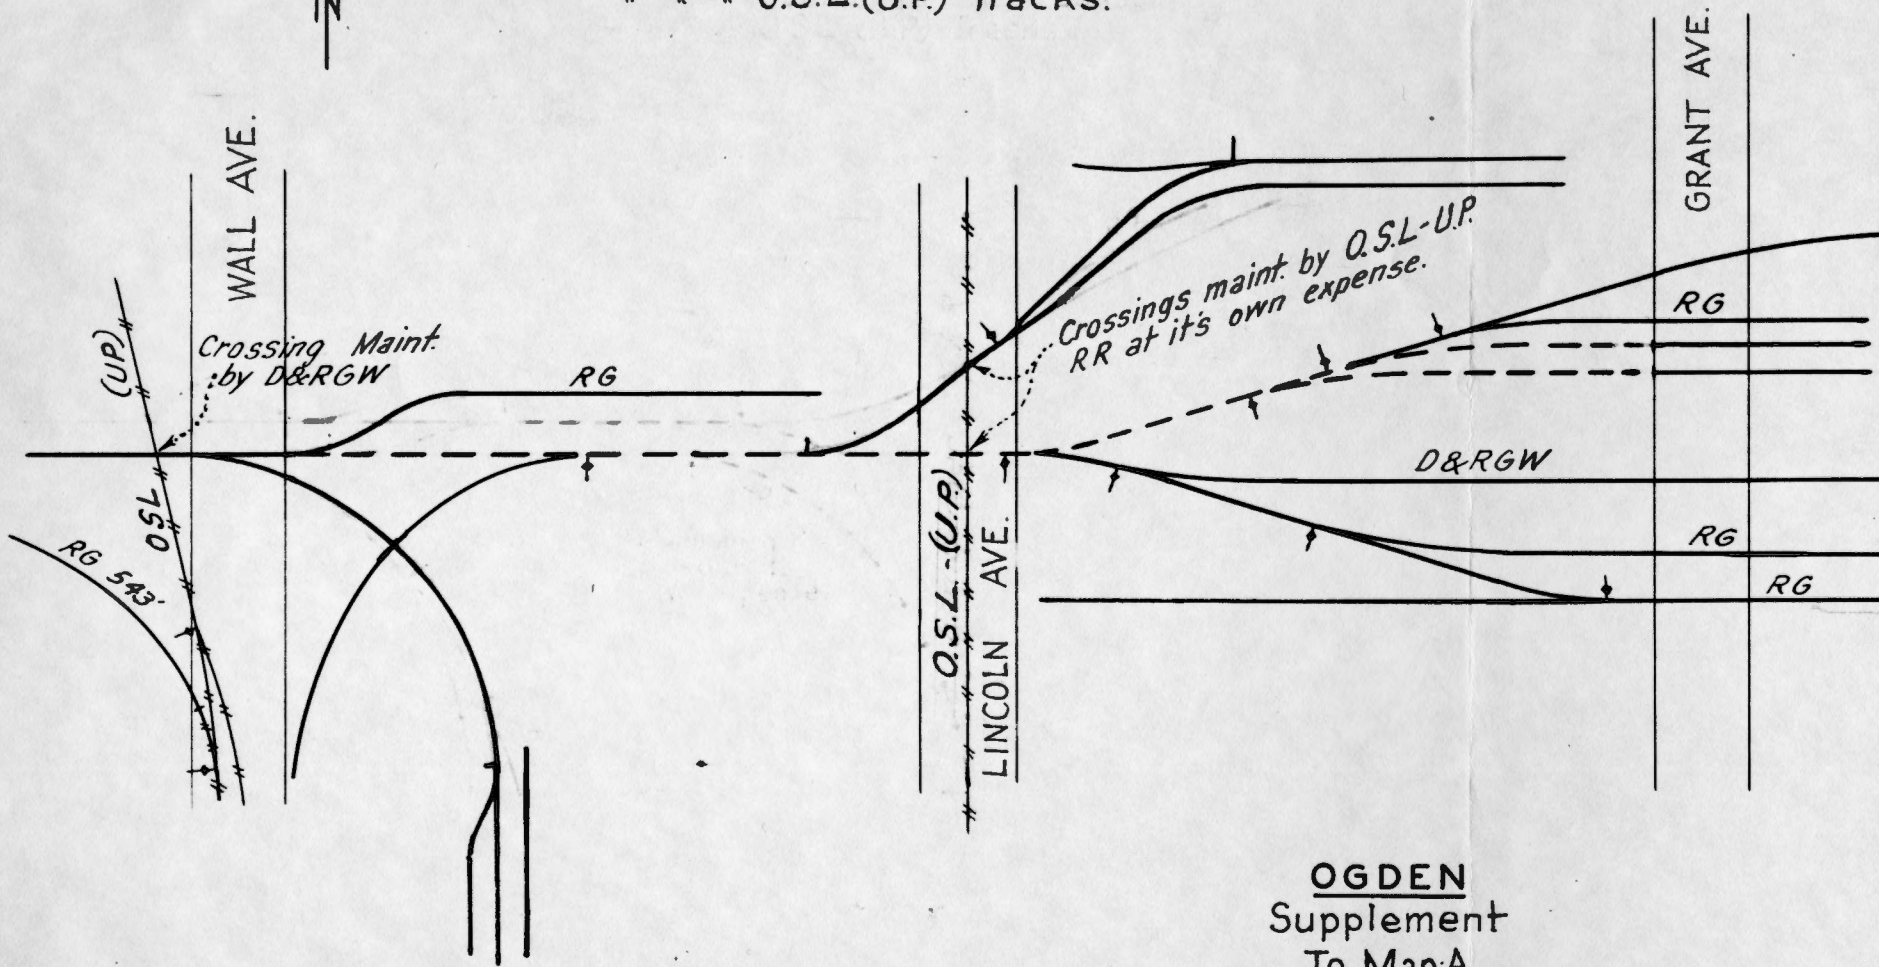 N
" " " O.S.L.(U.P.) Tracks.
WALL AVE.
GRANT AVE.
(UP)
Crossing Maint.
by D&RGW
RG
Crossings maint. by O.S.L-U.P.
RR at it's own expense.
RG
OSL
D&RGW
RG 543'
O.S.L.-(U.P.)
LINCOLN AVE.
RG
RG
OGDEN
Supplement
To Map:A